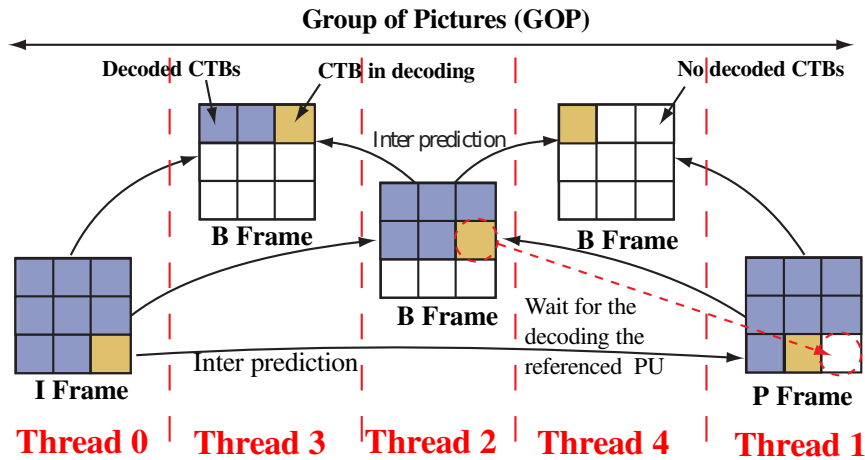 Group of Pictures (GOP)
Decoded CTBs
CTB in decoding
No decoded CTBs
Inter prediction
B Frame
B Frame
B Frame
Wait for the
decoding the
referenced PU
Inter prediction
I Frame
P Frame
Thread 0
Thread 3
Thread 2
Thread 4
Thread 1